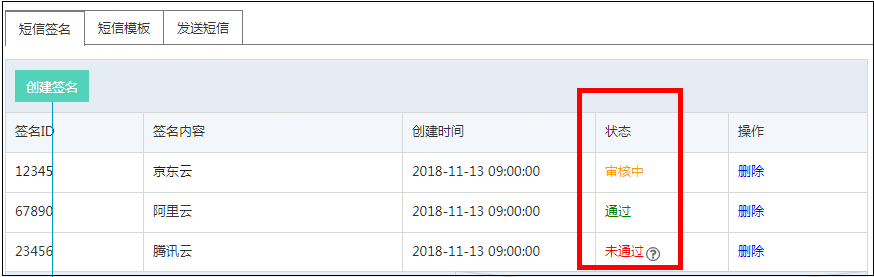 短信签名 短信模板 发送短信
创建签名
签名ID 签名内容 创建时间 状态 操作
12345 京东云 2018-11-13 09:00:00 审核中 删除
67890 阿里云 2018-11-13 09:00:00 通过 删除
23456 腾讯云 2018-11-13 09:00:00 未通过? 删除